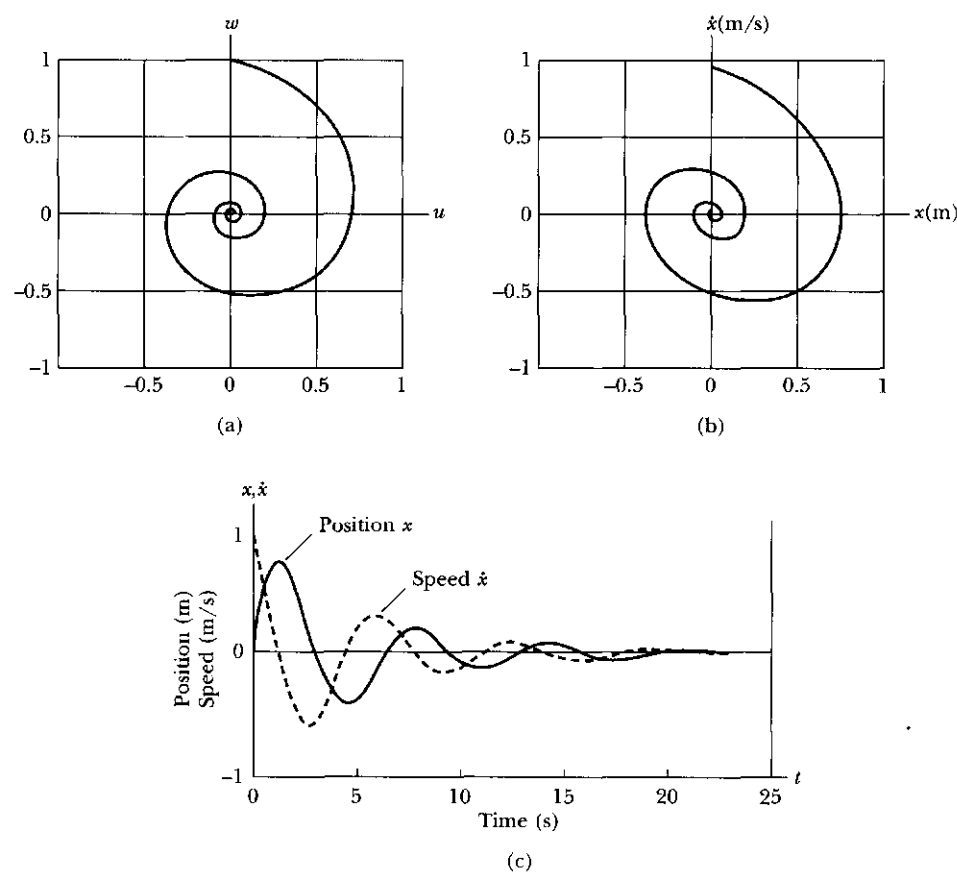 w
1
0.5
0
u
−0.5
−1
−0.5 0 0.5 1
(a)
ẋ(m/s)
1
0.5
0
x(m)
−0.5
−1
−0.5 0 0.5 1
(b)
x,ẋ
Position x
1
Speed ẋ
Position (m)
Speed (m/s)
0
−1
t
0 5 10 15 20 25
Time (s)
(c)